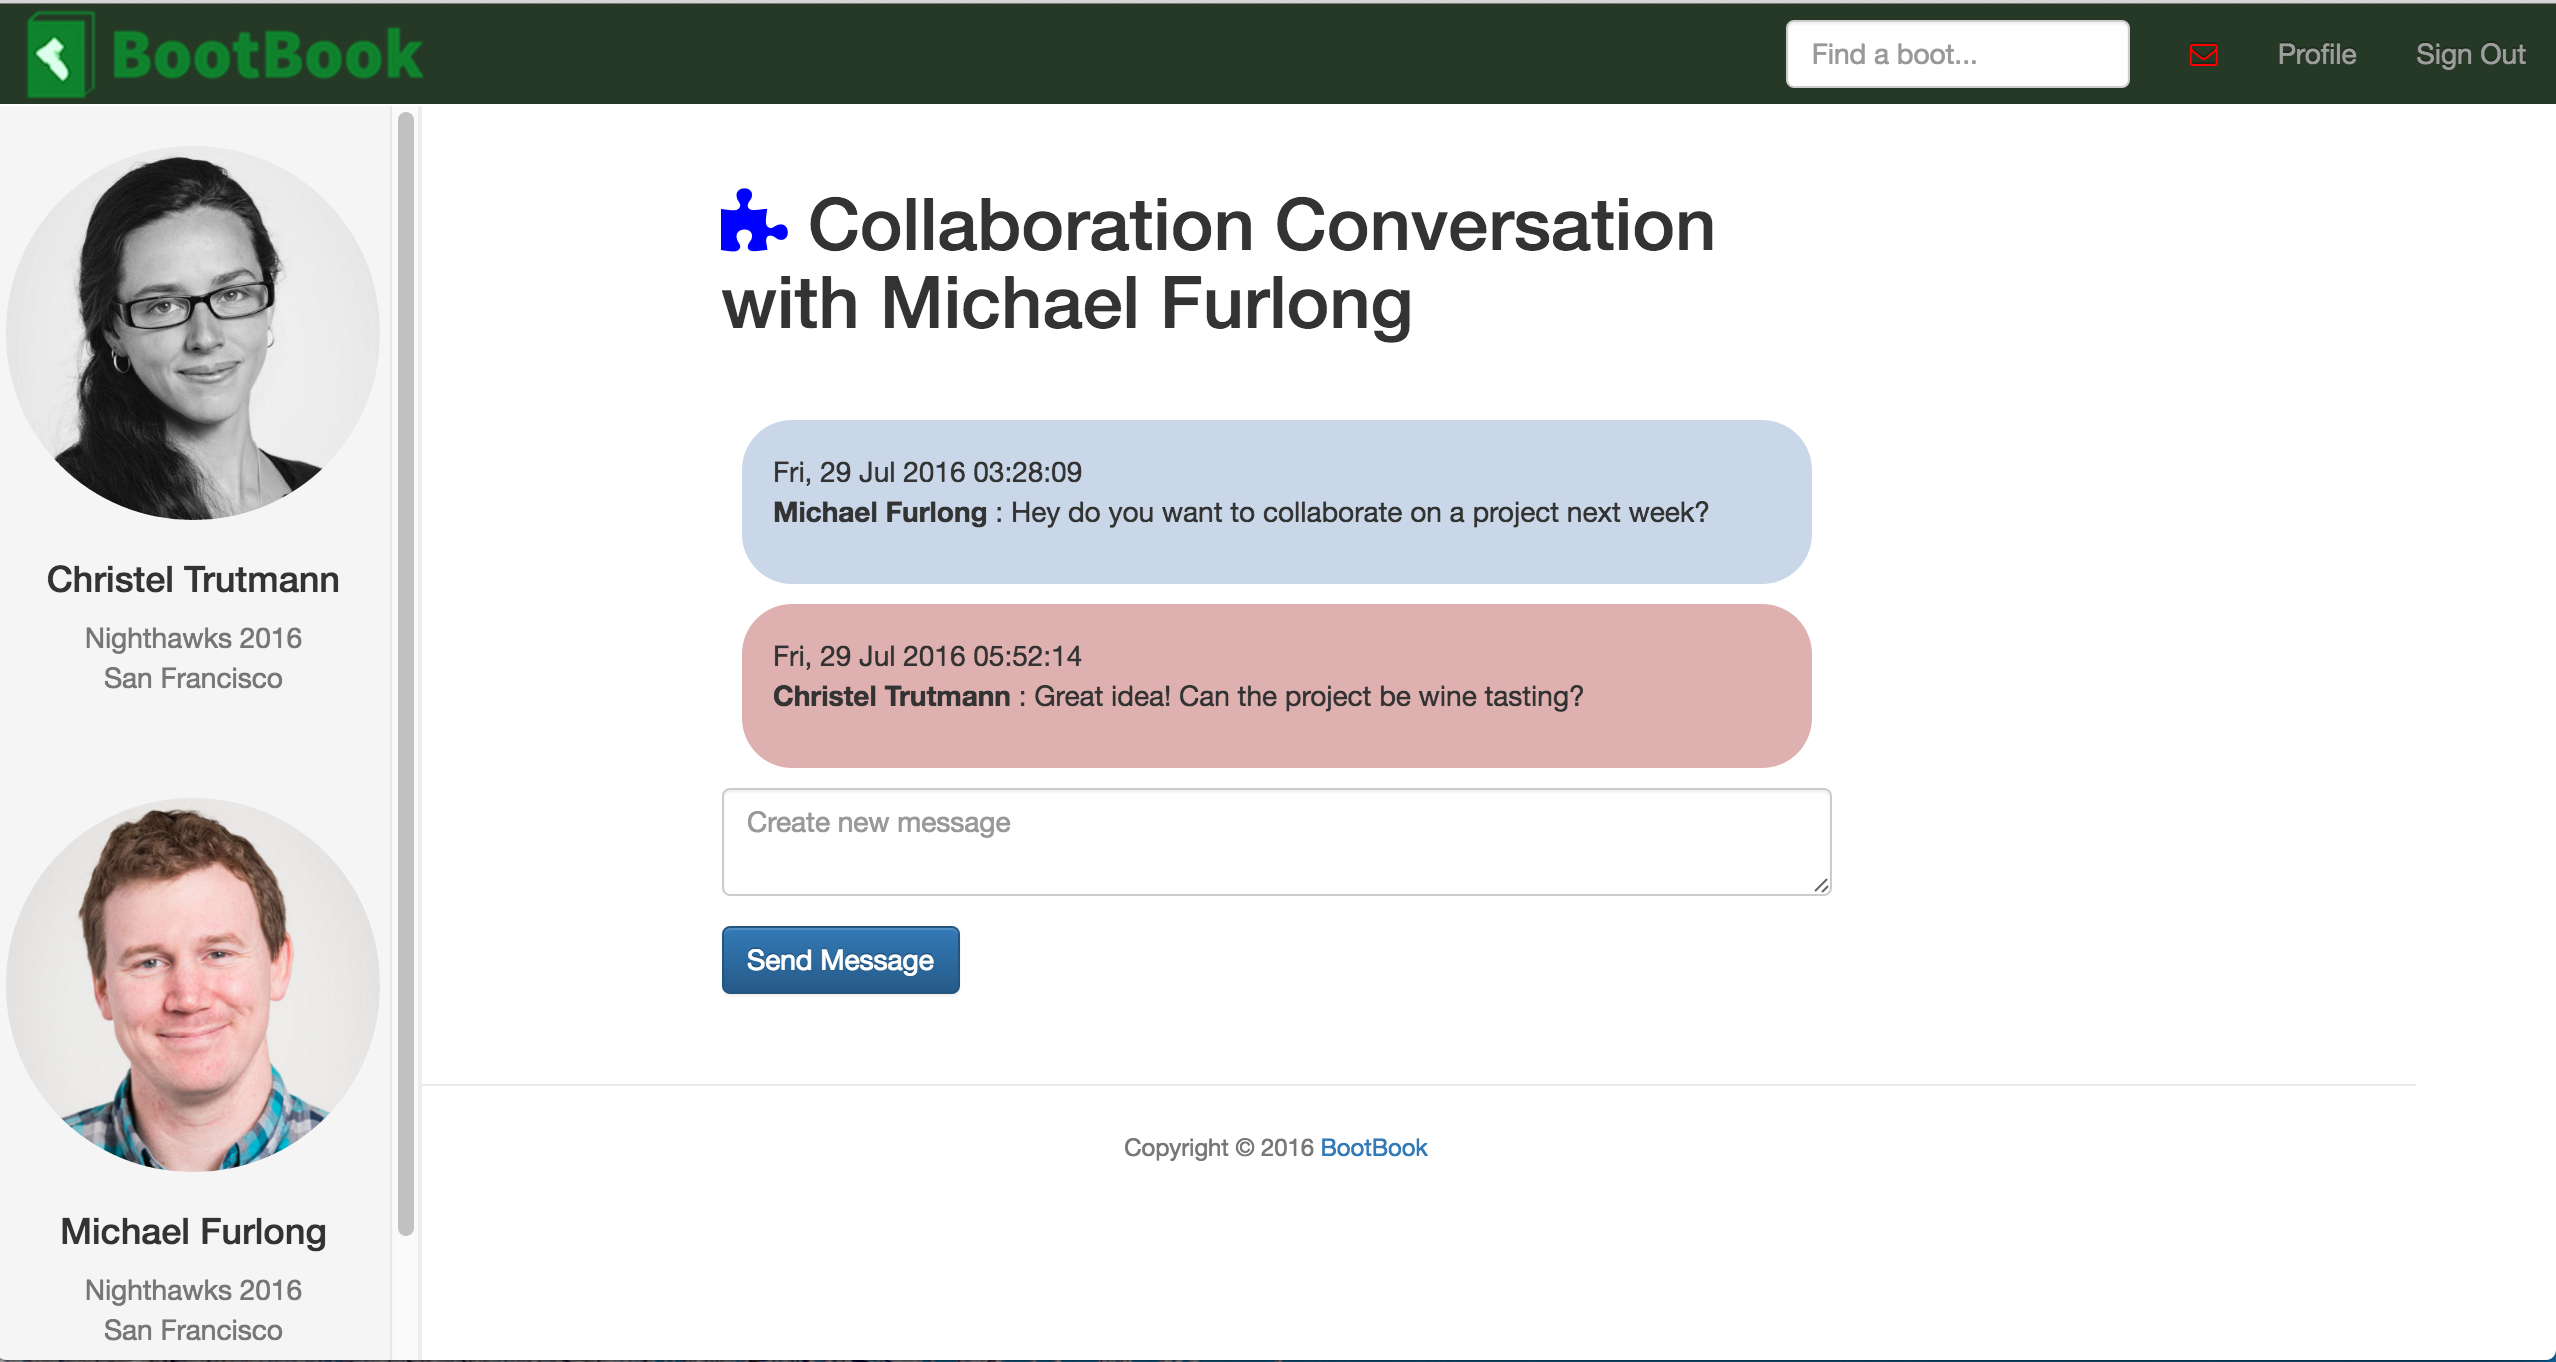 BootBook
Find a boot...
Profile
Sign Out
Christel Trutmann
Nighthawks 2016
San Francisco
Michael Furlong
Nighthawks 2016
San Francisco
Collaboration Conversation
with Michael Furlong
Fri, 29 Jul 2016 03:28:09
Michael Furlong : Hey do you want to collaborate on a project next week?
Fri, 29 Jul 2016 05:52:14
Christel Trutmann : Great idea! Can the project be wine tasting?
Create new message
Send Message
Copyright © 2016 BootBook